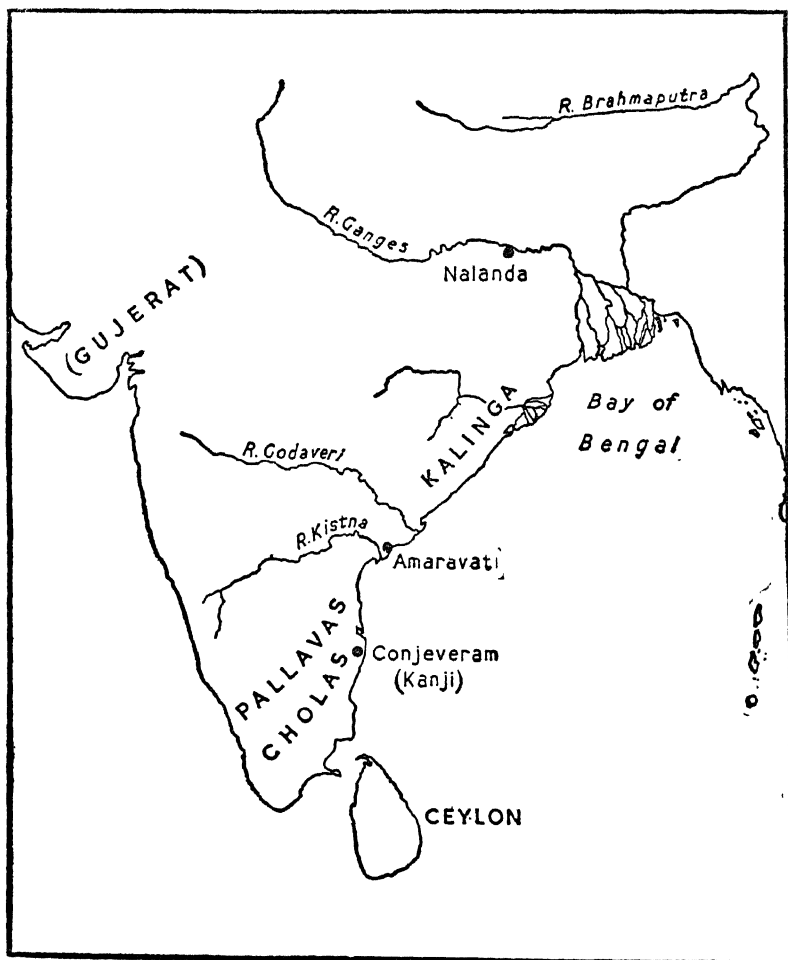 R. Brahmaputra
R. Ganges
Nalanda
(GUJERAT)
Bay of
Bengal
KALINGA
R. Godaveri
R. Kistna
Amaravati
PALLAVAS
CHOLAS
Conjeveram
(Kanji)
CEYLON